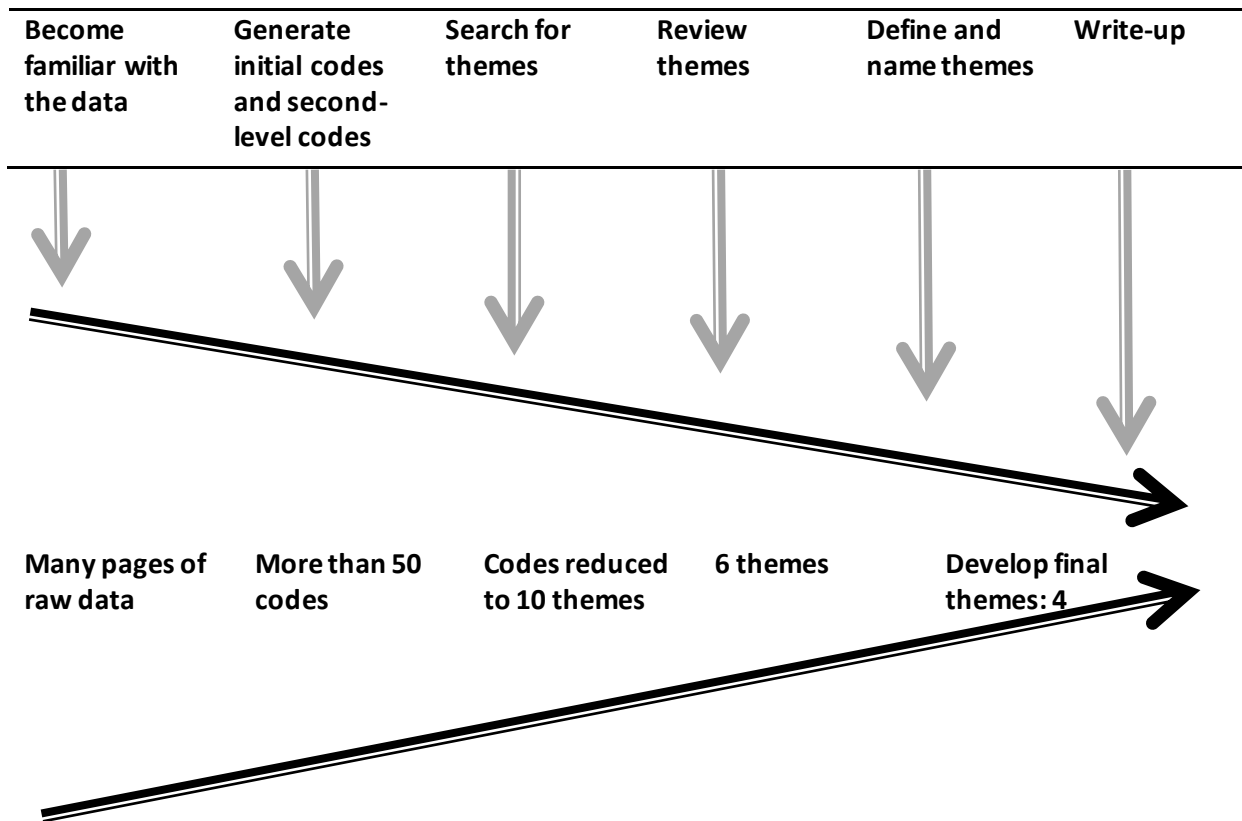 Become
familiar with
the data
Generate
initial codes
and second-
level codes
Search for
themes
Review
themes
Define and
name themes
Write-up
Many pages of
raw data
More than 50
codes
Codes reduced
to 10 themes
6 themes
Develop final
themes: 4